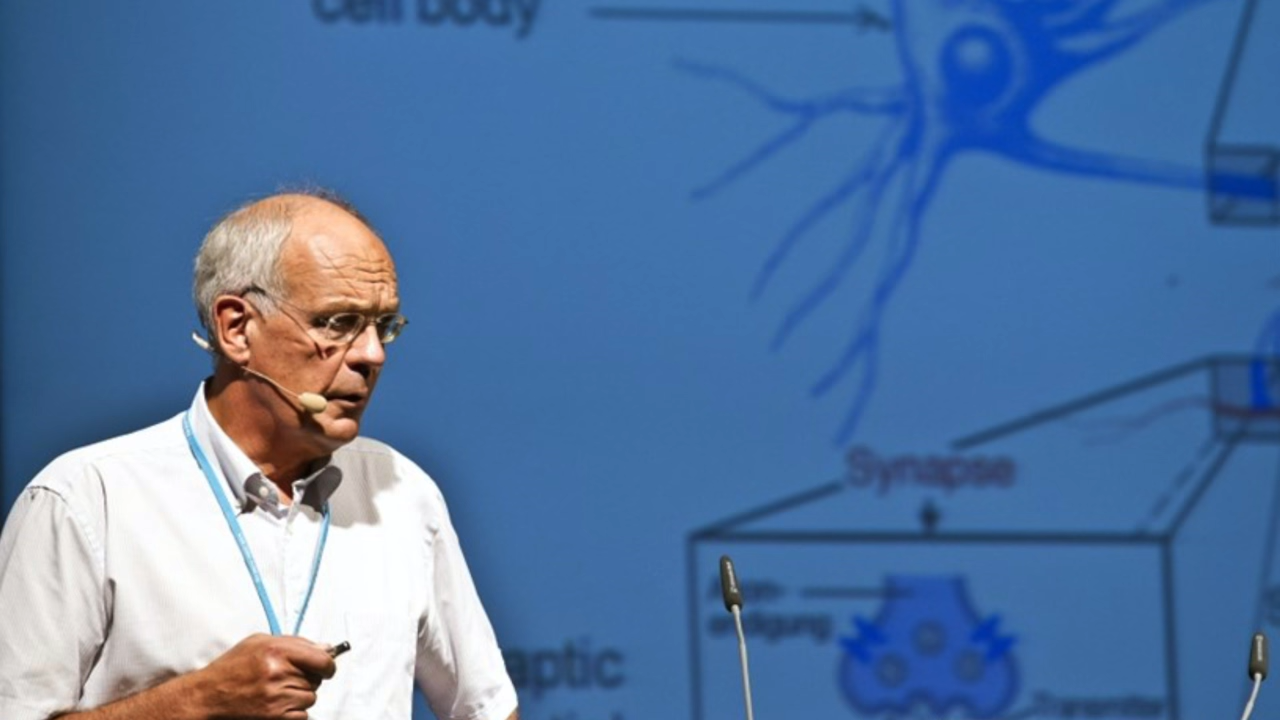 Cell body
Synapse
Axon-
endigung
aptic
Transmitter